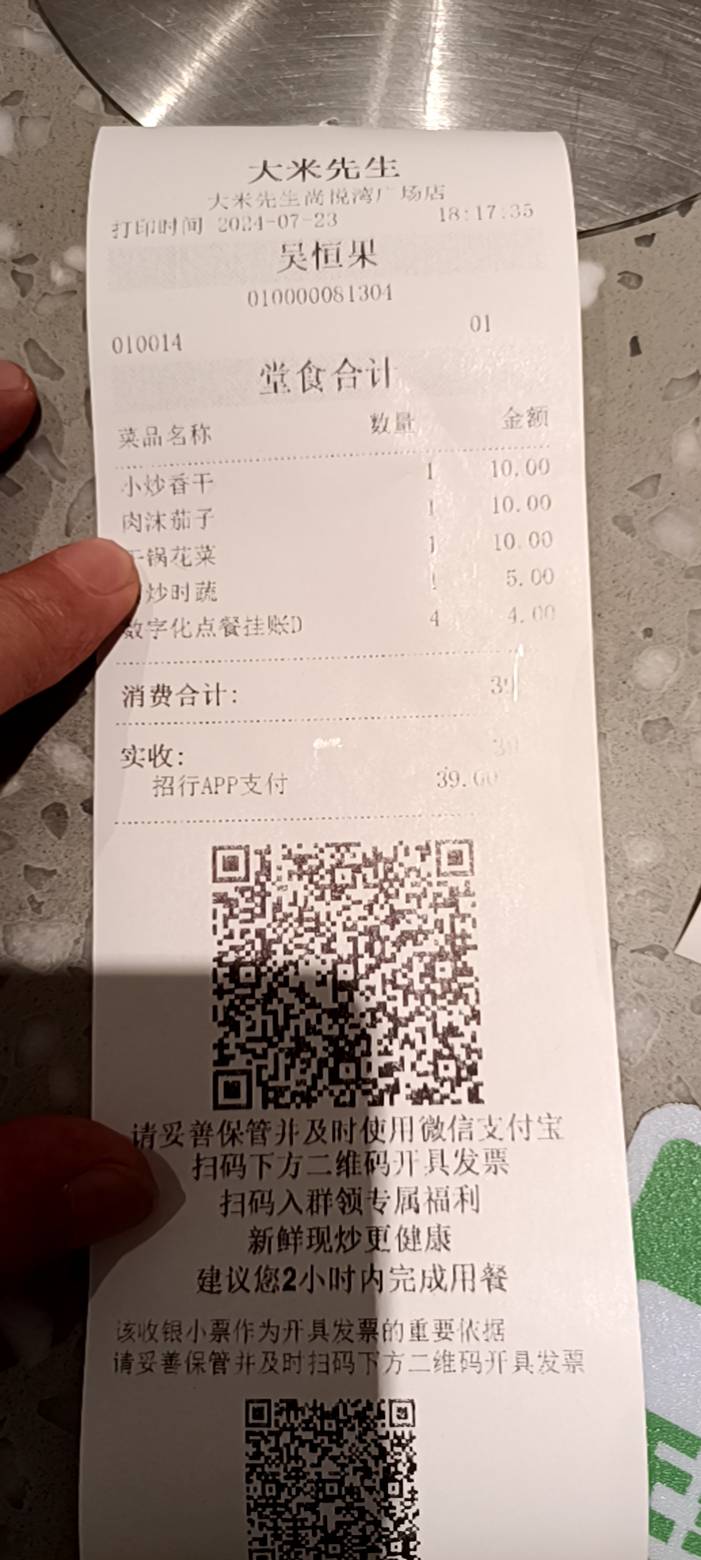 大米先生
大米先生尚悦湾广场店
打印时间 2024-07-23 18:17:35
吴恒果
010000081304
010014 01
堂食合计
菜品名称 数量 金额
小炒香干 1 10.00
肉沫茄子 1 10.00
干锅花菜 1 10.00
炒时蔬 1 5.00
数字化点餐挂账D 4 4.00
消费合计: 39
实收: 39
招行APP支付 39.00
请妥善保管并及时使用微信支付宝
扫码下方二维码开具发票
扫码入群领专属福利
新鲜现炒更健康
建议您2小时内完成用餐
该收银小票作为开具发票的重要依据
请妥善保管并及时扫码下方二维码开具发票